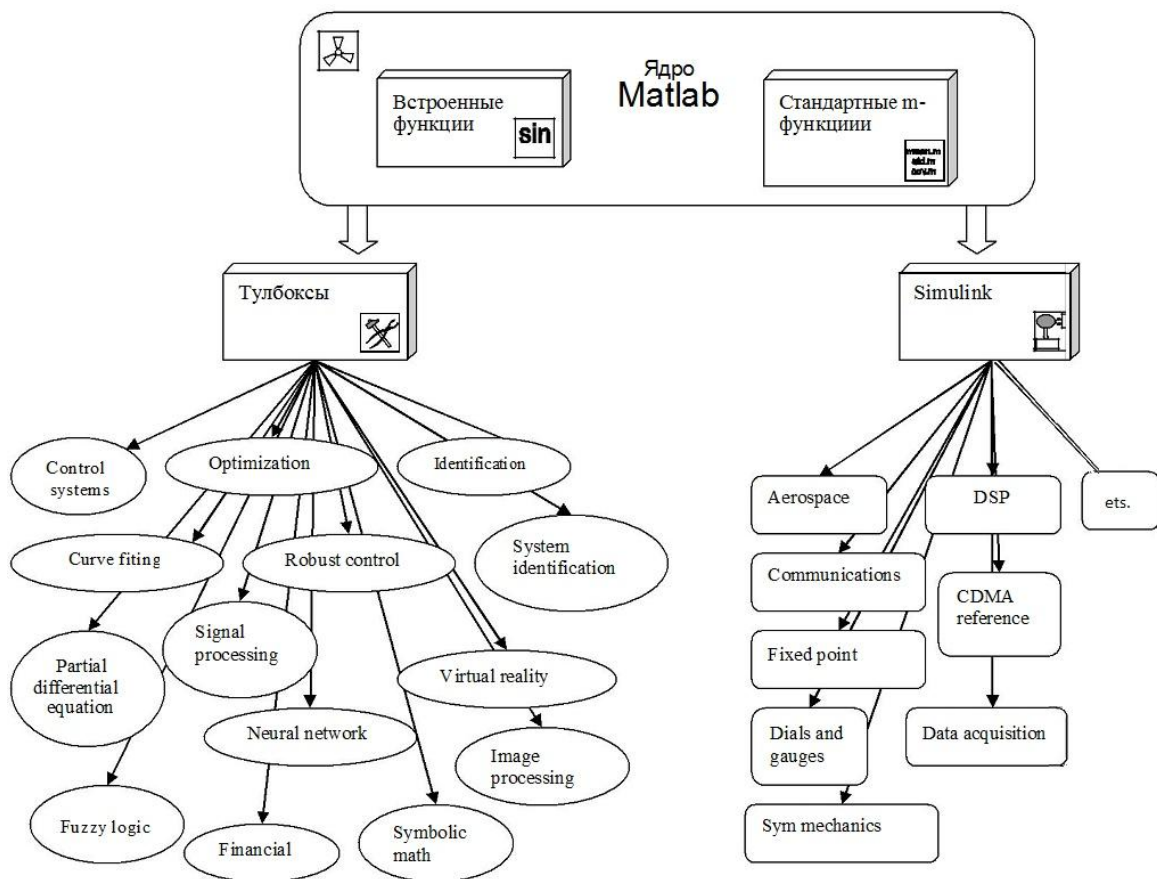 Ядро
Matlab
Встроенные
функции
sin
Стандартные m-
функциии
Тулбоксы
Simulink
Control
systems
Optimization
Identification
Curve fiting
Robust control
System
identification
Partial
differential
equation
Signal
processing
Virtual reality
Neural network
Image
processing
Fuzzy logic
Financial
Symbolic
math
Aerospace
DSP
ets.
Communications
CDMA
reference
Fixed point
Dials and
gauges
Data acquisition
Sym mechanics